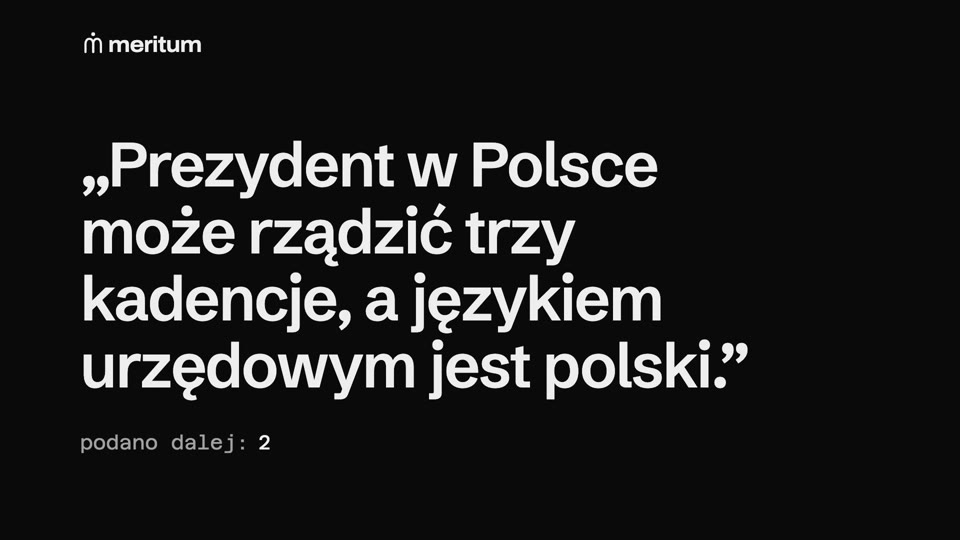 meritum
„Prezydent w Polsce
może rządzić trzy
kadencje, a językiem
urzędowym jest polski.”
podano dalej: 2